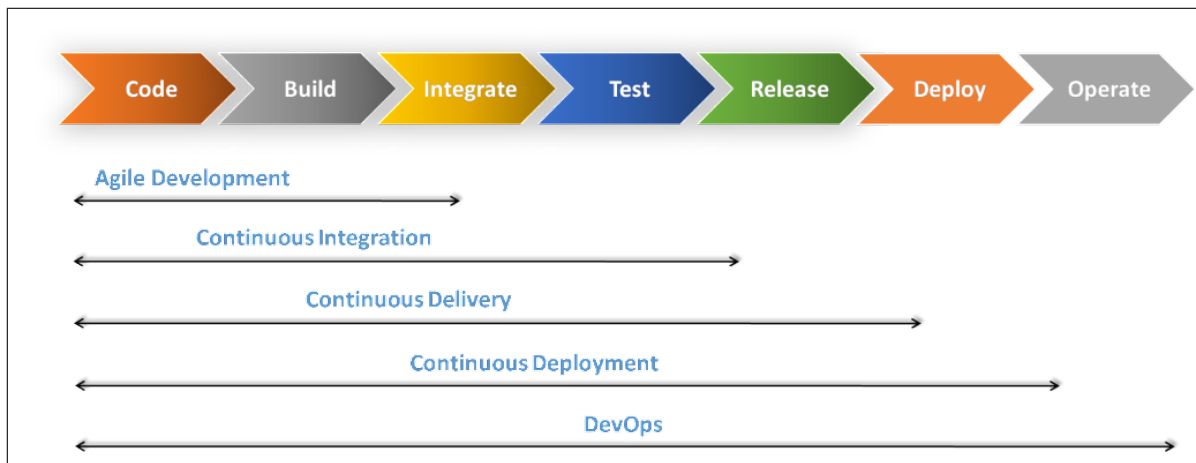 Code Build Integrate Test Release Deploy Operate
Agile Development
Continuous Integration
Continuous Delivery
Continuous Deployment
DevOps